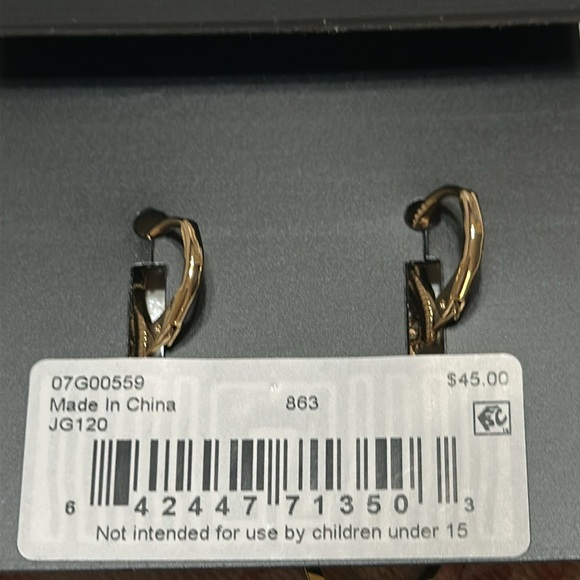 07G00559 $45.00
Made In China 863
JG120
6 42447 71350 3
Not intended for use by children under 15